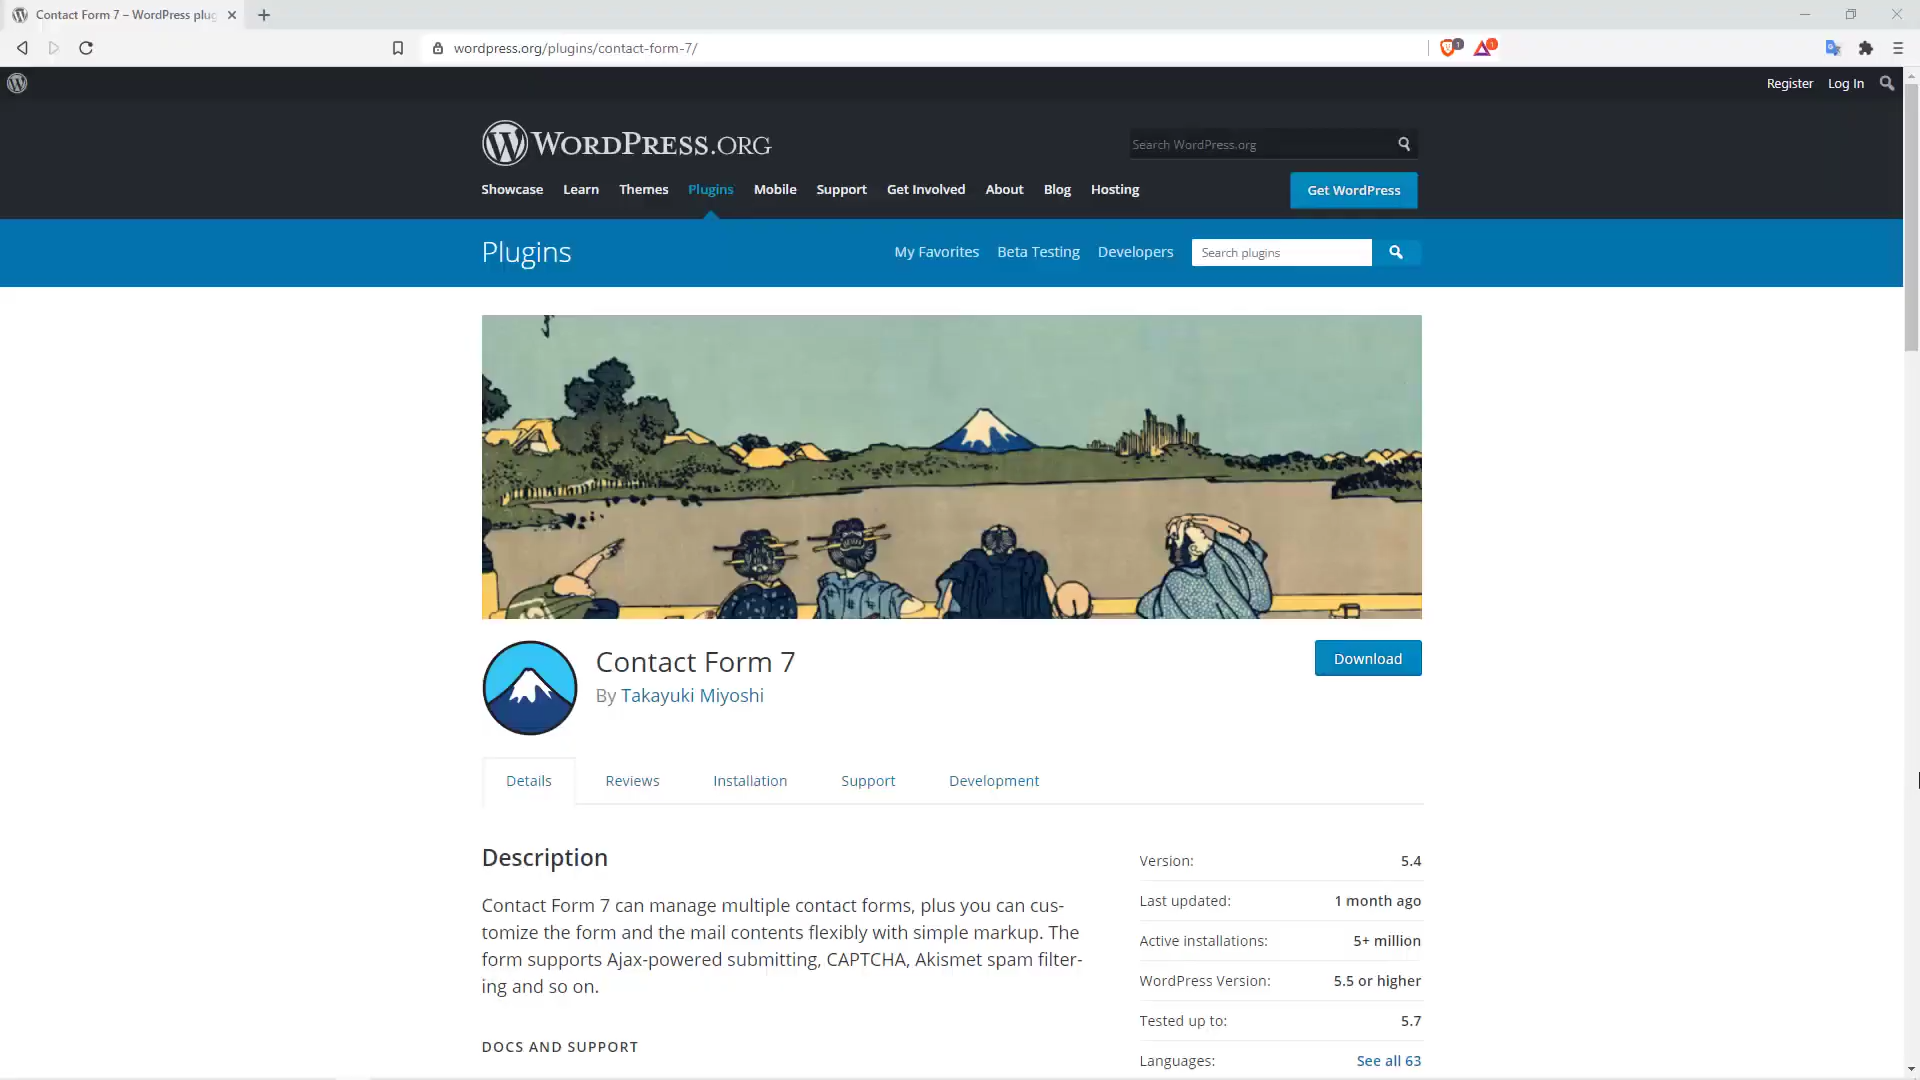 Contact Form 7 – WordPress plug
wordpress.org/plugins/contact-form-7/
1
1
Register Log In
WORDPRESS.ORG
Search WordPress.org
Showcase Learn Themes Plugins Mobile Support Get Involved About Blog Hosting
Get WordPress
Plugins
My Favorites Beta Testing Developers
Search plugins
Contact Form 7
By Takayuki Miyoshi
Download
Details Reviews Installation Support Development
Description
Contact Form 7 can manage multiple contact forms, plus you can cus-
tomize the form and the mail contents flexibly with simple markup. The
form supports Ajax-powered submitting, CAPTCHA, Akismet spam filter-
ing and so on.
DOCS AND SUPPORT
Version: 5.4
Last updated: 1 month ago
Active installations: 5+ million
WordPress Version: 5.5 or higher
Tested up to: 5.7
Languages: See all 63